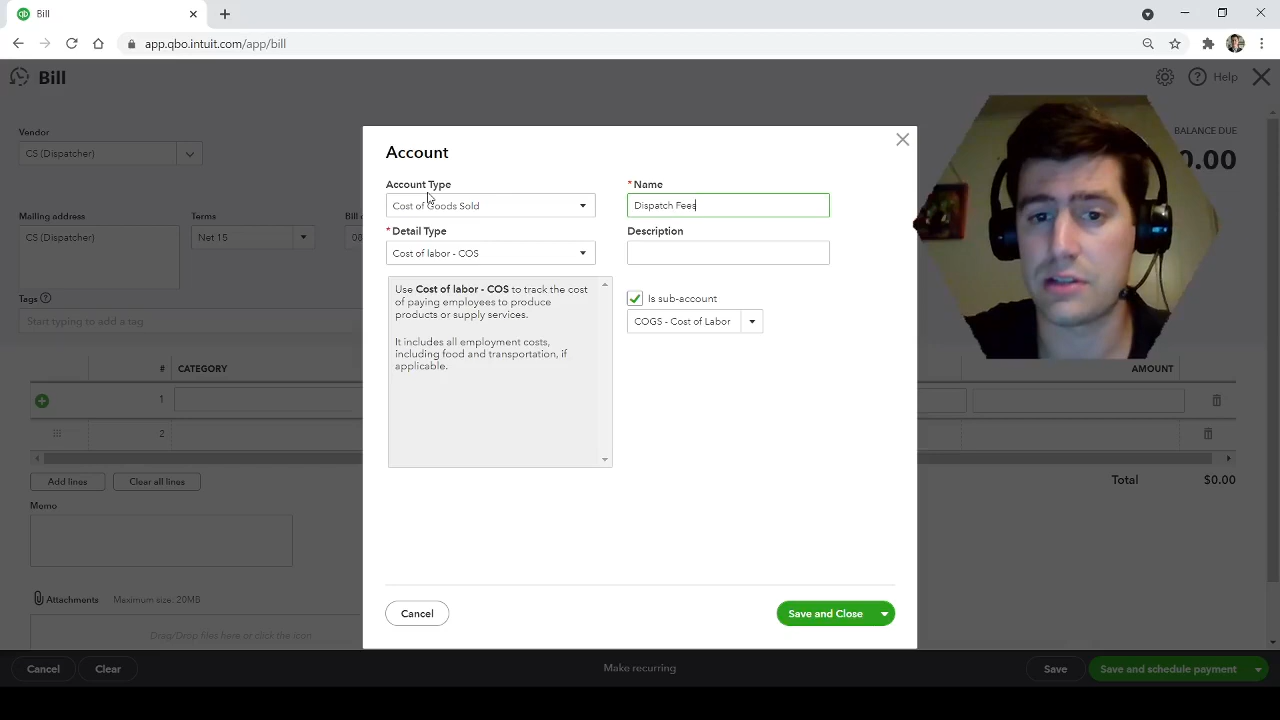 Bill
app.qbo.intuit.com/app/bill
Bill
Help
Vendor
CS (Dispatcher)
BALANCE DUE
0.00
Mailing address
Terms
Bill
CS (Dispatcher)
Net 15
08
Tags
Start typing to add a tag
# CATEGORY
AMOUNT
1
2
Add lines
Clear all lines
Total
$0.00
Memo
Attachments
Maximum size: 20MB
Drag/Drop files here or click the icon
Cancel
Clear
Make recurring
Save
Save and schedule payment
Account
Account Type
Cost of Goods Sold
* Detail Type
Cost of labor - COS
Use Cost of labor - COS to track the cost
of paying employees to produce
products or supply services.
It includes all employment costs,
including food and transportation, if
applicable.
* Name
Dispatch Fees
Description
Is sub-account
COGS - Cost of Labor
Cancel
Save and Close